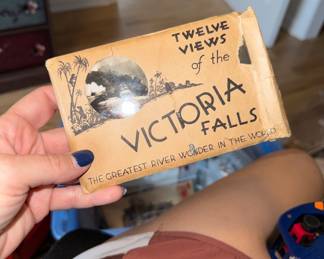 TWELVE
VIEWS
of the
VICTORIA
FALLS
THE GREATEST RIVER WONDER IN THE WORLD